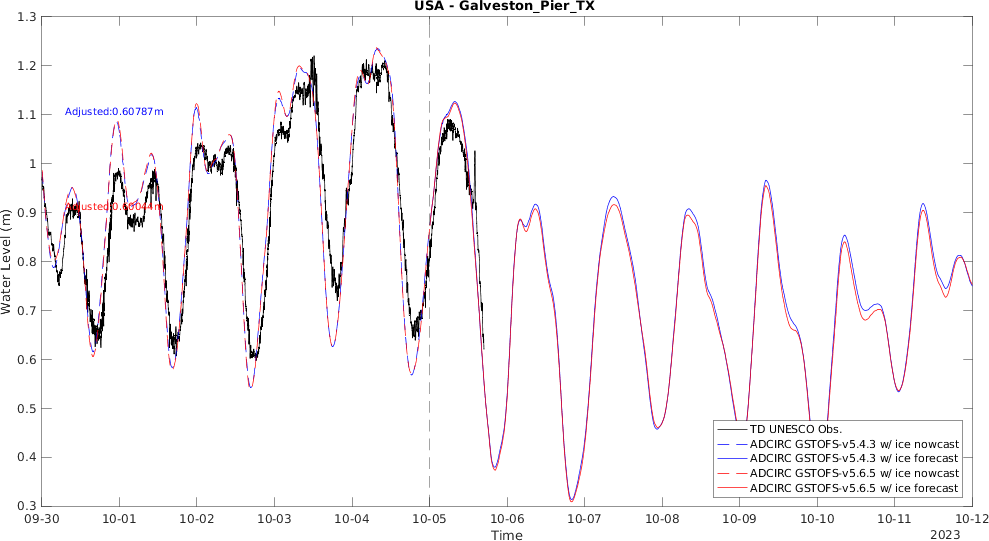 USA - Galveston_Pier_TX
1.3
1.2
1.1
1
0.9
0.8
0.7
0.6
0.5
0.4
0.3
Water Level (m)
Adjusted:0.60787m
TD UNESCO Obs.
ADCIRC GSTOFS-v5.4.3 w/ ice nowcast
ADCIRC GSTOFS-v5.4.3 w/ ice forecast
ADCIRC GSTOFS-v5.6.5 w/ ice nowcast
ADCIRC GSTOFS-v5.6.5 w/ ice forecast
09-30 10-01 10-02 10-03 10-04 10-05 10-06 10-07 10-08 10-09 10-10 10-11 10-12
Time
2023